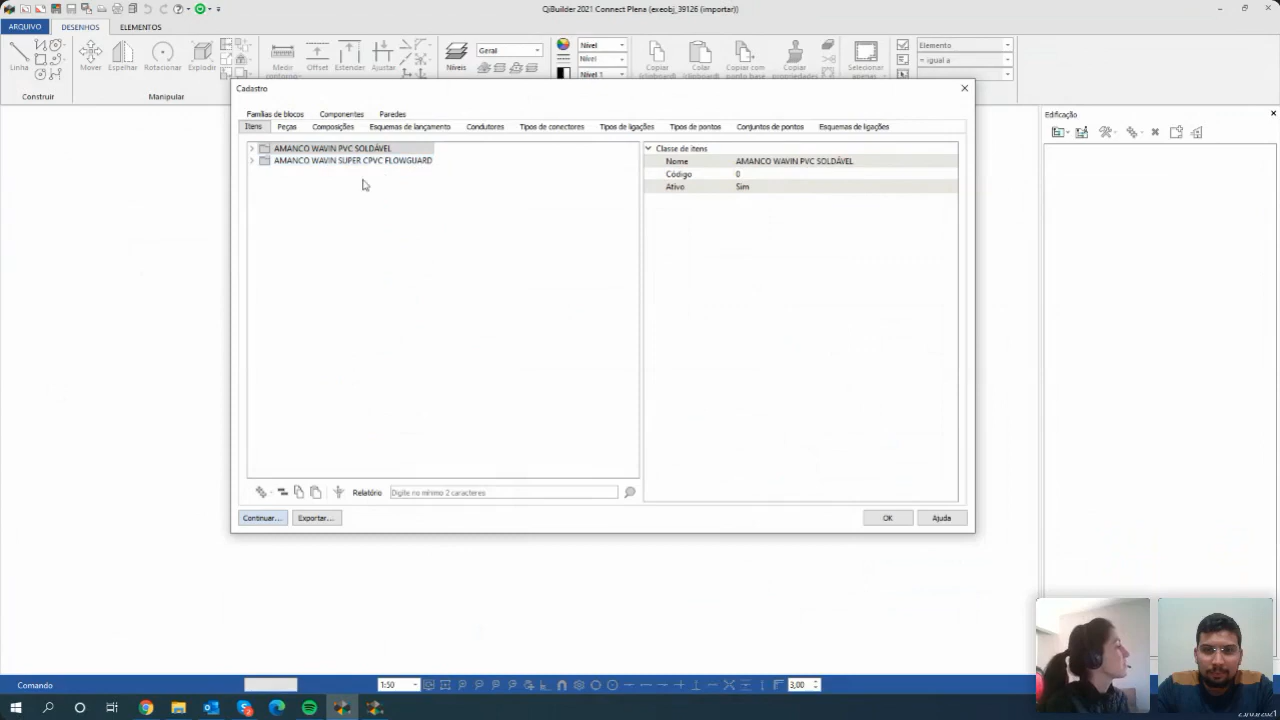 QiBuilder 2021 Connect Plena (exeobj_39126 (importar))
ARQUIVO DESENHOS ELEMENTOS
Linha Mover Espelhar Rotacionar Explodir Medir contorno Offset Estender Ajustar Níveis Geral Nível Nível Nível 1 Copiar (clipboard) Colar (clipboard) Copiar com ponto base Copiar propriedades Selecionar apenas Elemento = igual a
Construir Manipular
Cadastro
Edificação
Famílias de blocos Componentes Paredes
Itens Peças Composições Esquemas de lançamento Condutores Tipos de conectores Tipos de ligações Tipos de pontos Conjuntos de pontos Esquemas de ligações
AMANCO WAVIN PVC SOLDÁVEL
AMANCO WAVIN SUPER CPVC FLOWGUARD
Classe de itens
Nome AMANCO WAVIN PVC SOLDÁVEL
Código 0
Ativo Sim
Relatório Digite no mínimo 2 caracteres
Continuar... Exportar... OK Ajuda
Comando 1:50 3,00